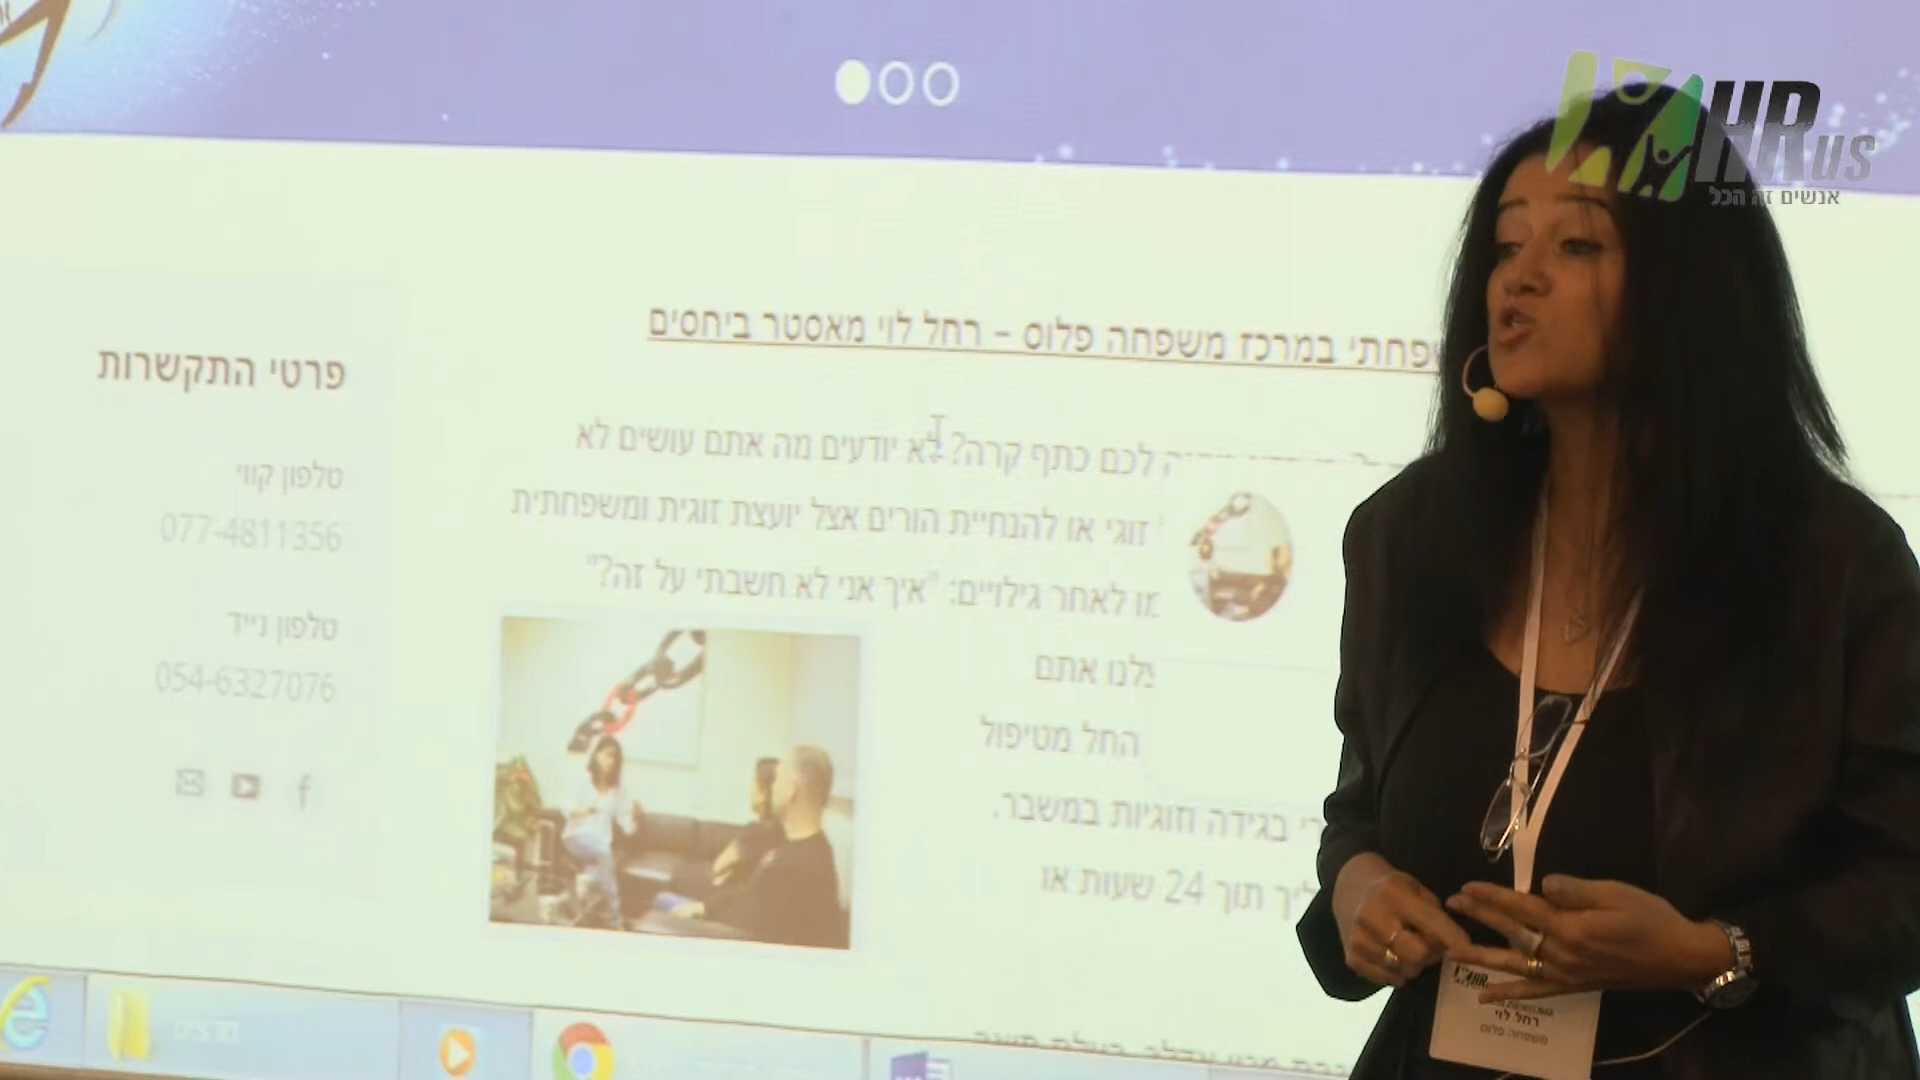 HRus
אנשים זה הכל
שפחתי במרכז משפחה פלוס – רחל לוי מאסטר ביחסים
לכם כתף קרה? לא יודעים מה אתם עושים לא
זוגי או להנחיית הורים אצל יועצת זוגית ומשפחתית
לאחר גילויים: "איך אני לא חשבתי על זה?"
אתם
החל מטיפול
בגידה וזוגיות במשבר.
תוך 24 שעות או
פרטי התקשרות
טלפון קווי
077-4811356
טלפון נייד
054-6327076
HR
רחל לוי
משפחה פלוס